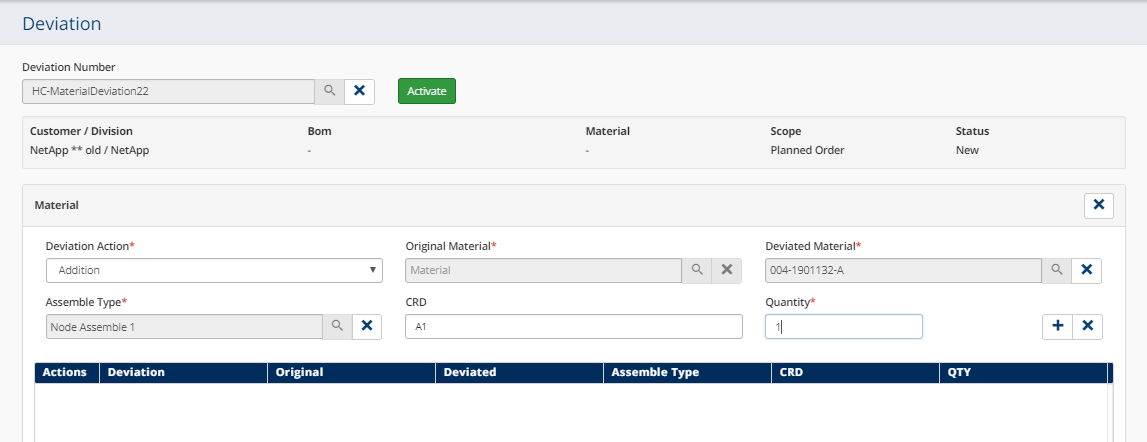 Deviation
Deviation Number
HC-MaterialDeviation22
Activate
Customer / Division Bom Material Scope Status
NetApp ** old / NetApp - - Planned Order New
Material
Deviation Action* Original Material* Deviated Material*
Addition Material 004-1901132-A
Assemble Type* CRD Quantity*
Node Assemble 1 A1 1
Actions Deviation Original Deviated Assemble Type CRD QTY